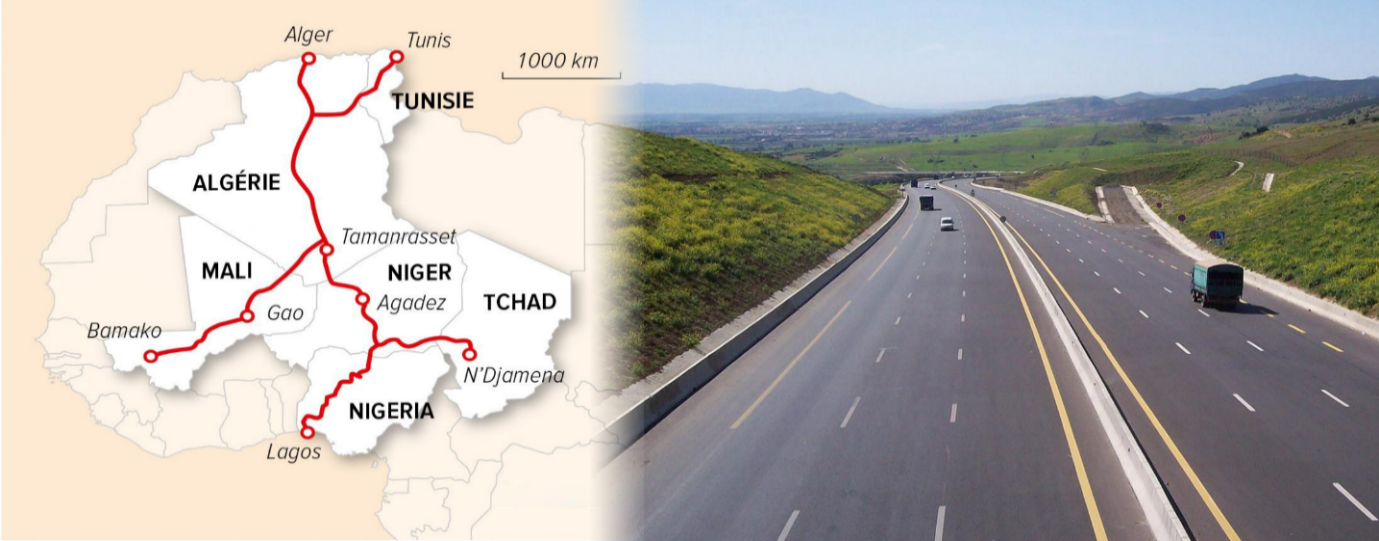 Alger
Tunis
1000 km
TUNISIE
ALGÉRIE
Tamanrasset
MALI
NIGER
Agadez
TCHAD
Gao
Bamako
N'Djamena
NIGERIA
Lagos